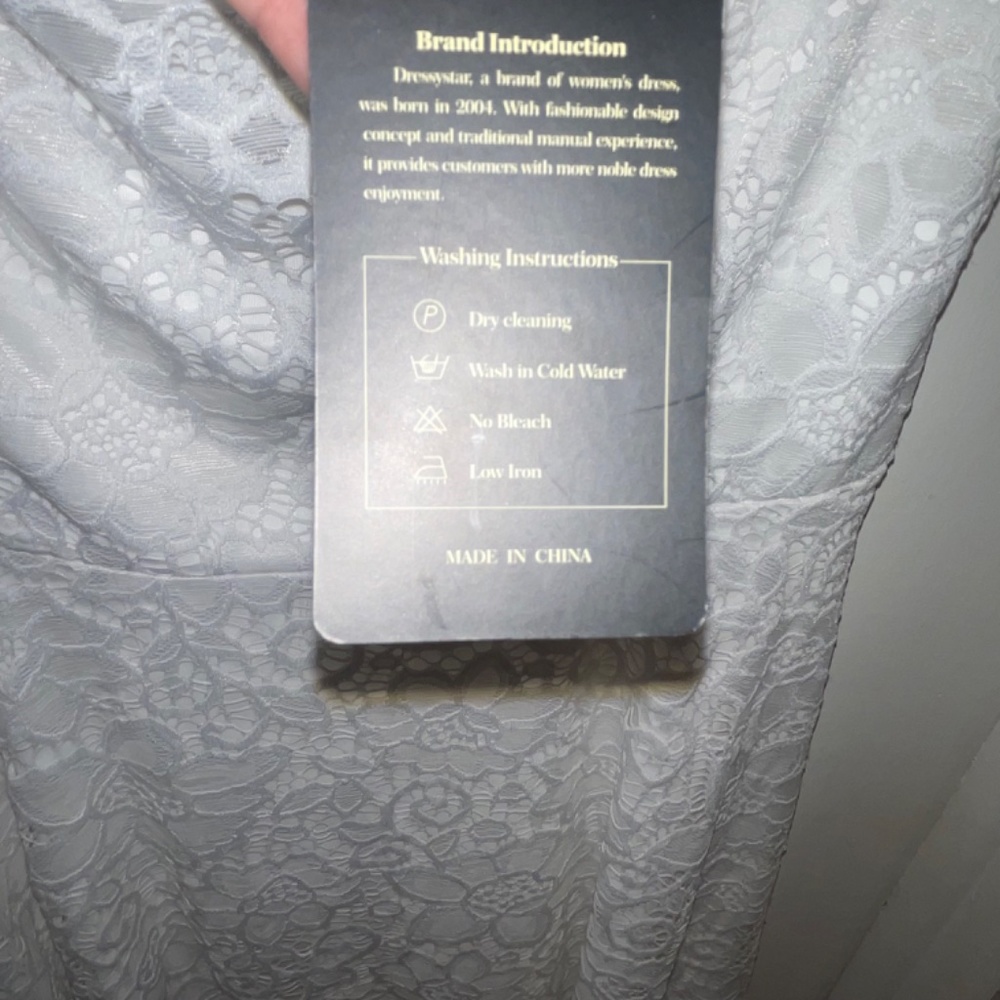 Brand Introduction
Dressystar, a brand of women's dress,
was born in 2004. With fashionable design
concept and traditional manual experience,
it provides customers with more noble dress
enjoyment.
Washing Instructions
P Dry cleaning
Wash in Cold Water
No Bleach
Low Iron
MADE IN CHINA